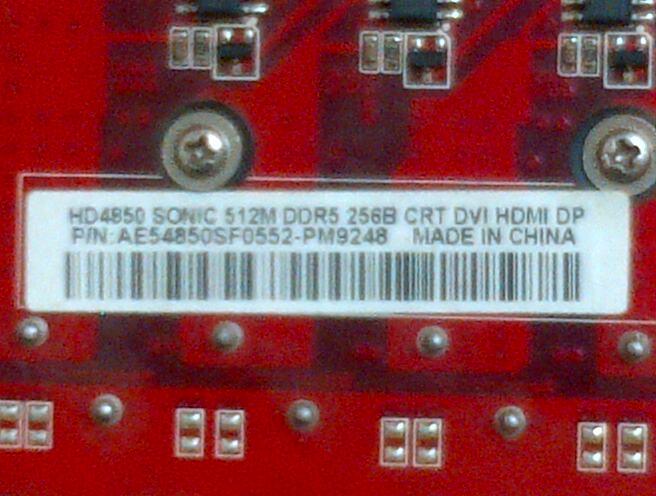 HD4850 SONIC 512M DDR5 256B CRT DVI HDMI DP
P/N: AE54850SF0552-PM9248 MADE IN CHINA